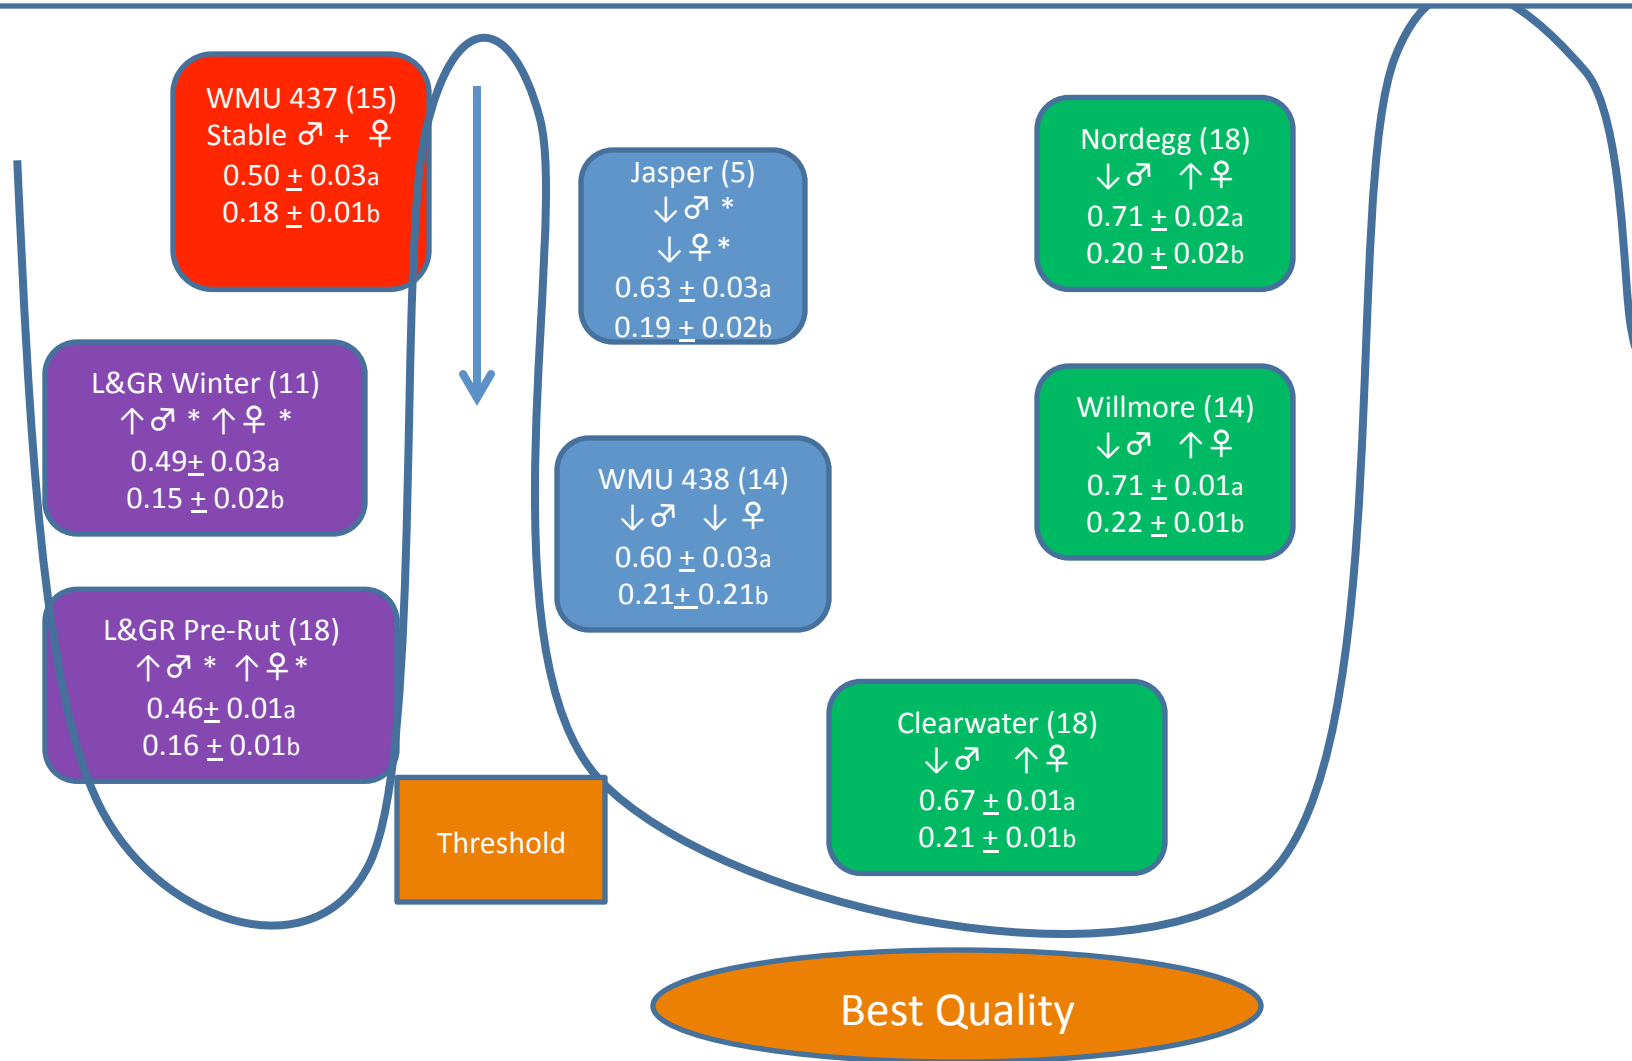 WMU 437 (15)
Stable ♂ + ♀
0.50 ± 0.03a
0.18 ± 0.01b
L&GR Winter (11)
↑♂ * ↑♀ *
0.49± 0.03a
0.15 ± 0.02b
L&GR Pre-Rut (18)
↑♂ * ↑♀*
0.46± 0.01a
0.16 ± 0.01b
Threshold
Jasper (5)
↓♂ *
↓♀*
0.63 ± 0.03a
0.19 ± 0.02b
WMU 438 (14)
↓♂ ↓ ♀
0.60 ± 0.03a
0.21± 0.21b
Nordegg (18)
↓♂ ↑♀
0.71 ± 0.02a
0.20 ± 0.02b
Willmore (14)
↓♂ ↑♀
0.71 ± 0.01a
0.22 ± 0.01b
Clearwater (18)
↓♂ ↑♀
0.67 ± 0.01a
0.21 ± 0.01b
Best Quality